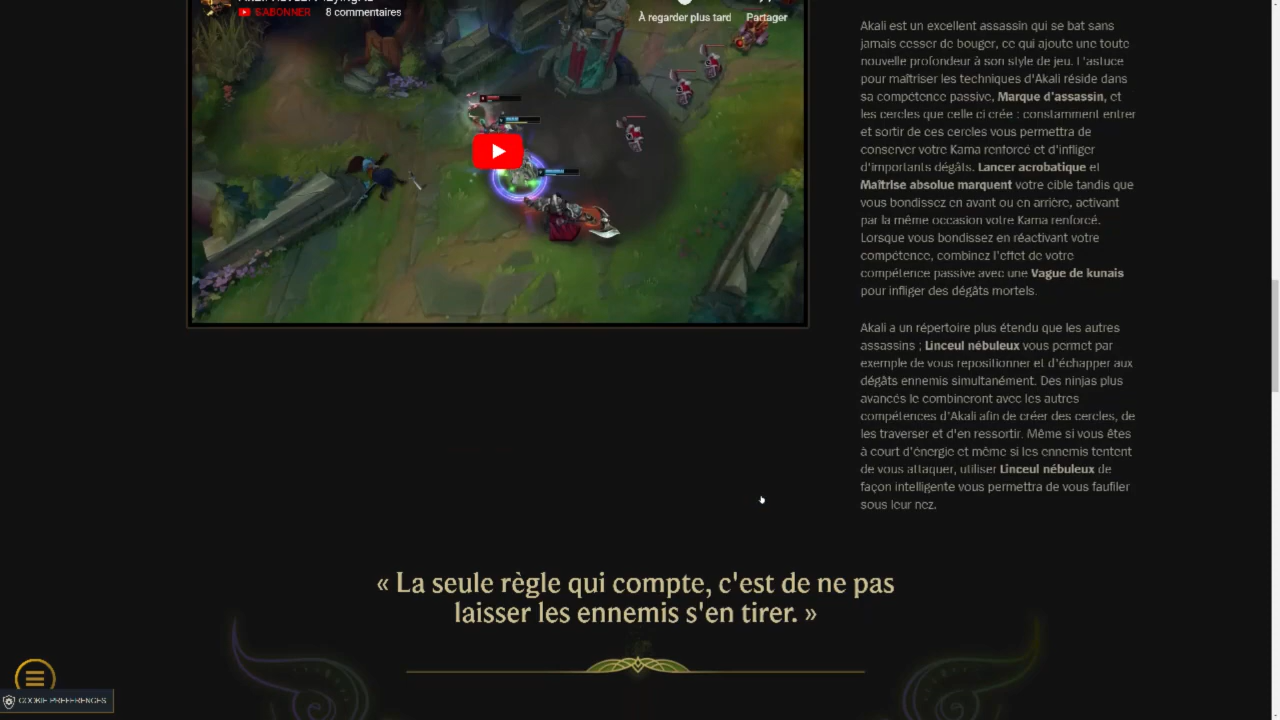 S'ABONNER 8 commentaires
À regarder plus tard Partager
Akali est un excellent assassin qui se bat sans
jamais cesser de bouger, ce qui ajoute une toute
nouvelle profondeur à son style de jeu. L'astuce
pour maîtriser les techniques d'Akali réside dans
sa compétence passive, Marque d'assassin, et
les cercles que celle ci crée : constamment entrer
et sortir de ces cercles vous permettra de
conserver votre Kama renforcé et d'infliger
d'importants dégâts. Lancer acrobatique et
Maîtrise absolue marquent votre cible tandis que
vous bondissez en avant ou en arrière, activant
par la même occasion votre Kama renforcé.
Lorsque vous bondissez en réactivant votre
compétence, combinez l'effet de votre
compétence passive avec une Vague de kunais
pour infliger des dégâts mortels.
Akali a un répertoire plus étendu que les autres
assassins ; Linceul nébuleux vous permet par
exemple de vous repositionner et d'échapper aux
dégâts ennemis simultanément. Des ninjas plus
avancés le combineront avec les autres
compétences d'Akali afin de créer des cercles, de
les traverser et d'en ressortir. Même si vous êtes
à court d'énergie et même si les ennemis tentent
de vous attaquer, utiliser Linceul nébuleux de
façon intelligente vous permettra de vous faufiler
sous leur nez.
« La seule règle qui compte, c'est de ne pas
laisser les ennemis s'en tirer. »
COOKIE PREFERENCES